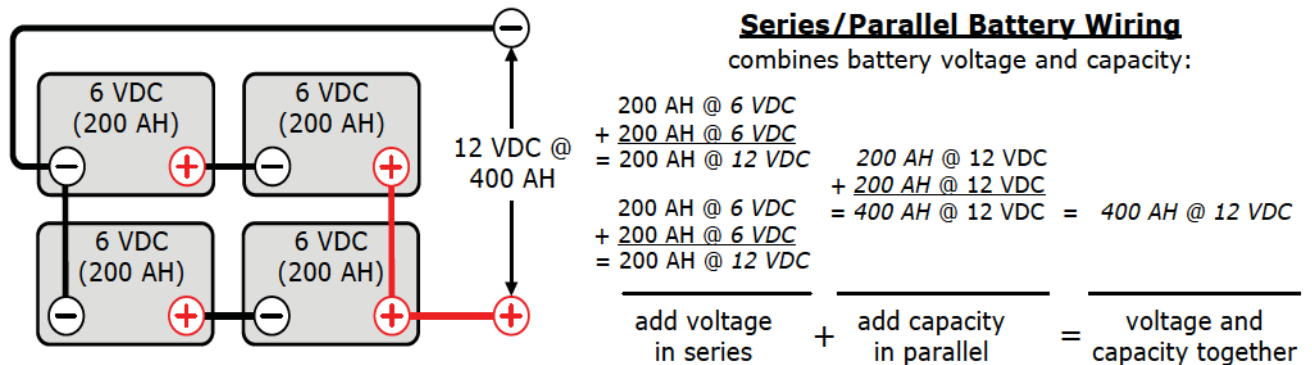 −
6 VDC
(200 AH)
− +
6 VDC
(200 AH)
− +
12 VDC @
400 AH
6 VDC
(200 AH)
− +
6 VDC
(200 AH)
− +
+
Series/Parallel Battery Wiring
combines battery voltage and capacity:
200 AH @ 6 VDC
+ 200 AH @ 6 VDC
= 200 AH @ 12 VDC
200 AH @ 6 VDC
+ 200 AH @ 6 VDC
= 200 AH @ 12 VDC
200 AH @ 12 VDC
+ 200 AH @ 12 VDC
= 400 AH @ 12 VDC = 400 AH @ 12 VDC
add voltage
in series
+
add capacity
in parallel
=
voltage and
capacity together